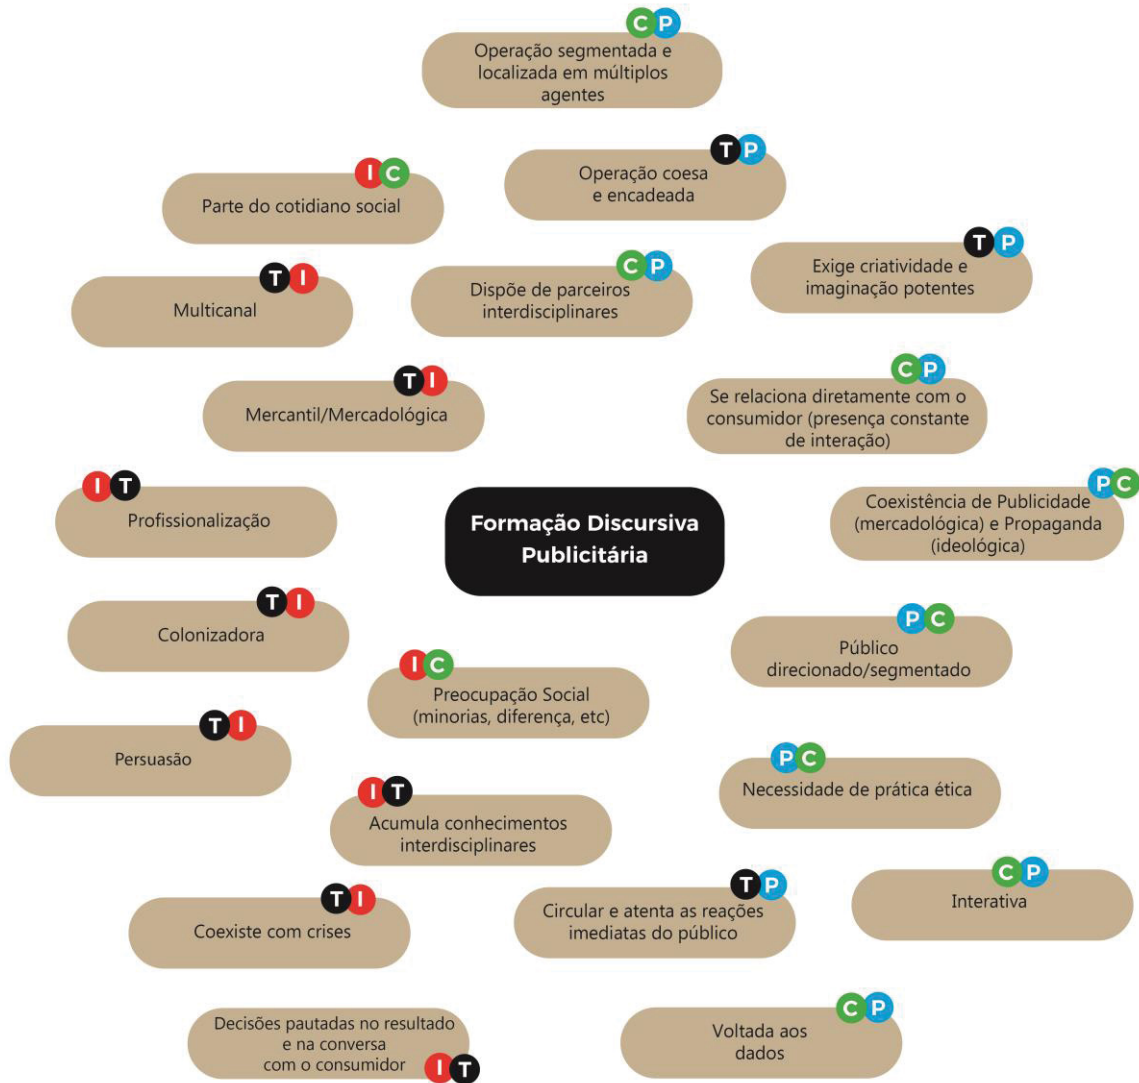 C P
Operação segmentada e
localizada em múltiplos
agentes
T P
Operação coesa
e encadeada
I C
Parte do cotidiano social
T P
Exige criatividade e
imaginação potentes
C P
Dispõe de parceiros
interdisciplinares
T I
Multicanal
T I
Mercantil/Mercadológica
C P
Se relaciona diretamente com o
consumidor (presença constante
de interação)
I T
Profissionalização
Formação Discursiva
Publicitária
P C
Coexistência de Publicidade
(mercadológica) e Propaganda
(ideológica)
T I
Colonizadora
P C
Público
direcionado/segmentado
I C
Preocupação Social
(minorias, diferença, etc)
T I
Persuasão
P C
Necessidade de prática ética
I T
Acumula conhecimentos
interdisciplinares
C P
Interativa
T P
Circular e atenta as reações
imediatas do público
T I
Coexiste com crises
Decisões pautadas no resultado
e na conversa
com o consumidor
I T
C P
Voltada aos
dados